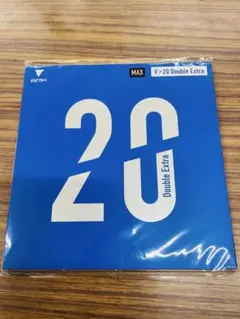 VICTAS
MAX
V > 20 Double Extra
20
Double Extra